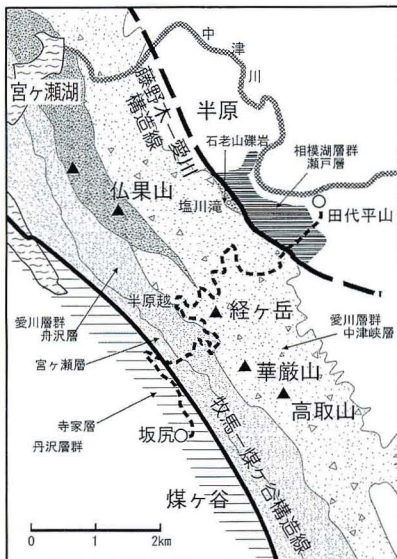 中津川
藤野木ー愛川
構造線
宮ヶ瀬湖
半原
石老山礫岩
相模湖層群
瀬戸層
塩川滝
仏果山
田代平山
半原越
経ヶ岳
愛川層群
舟沢層
愛川層群
中津峡層
宮ヶ瀬層
華厳山
高取山
寺家層
丹沢層群
坂尻
牧馬ー煤ヶ谷構造線
煤ヶ谷
0 1 2km